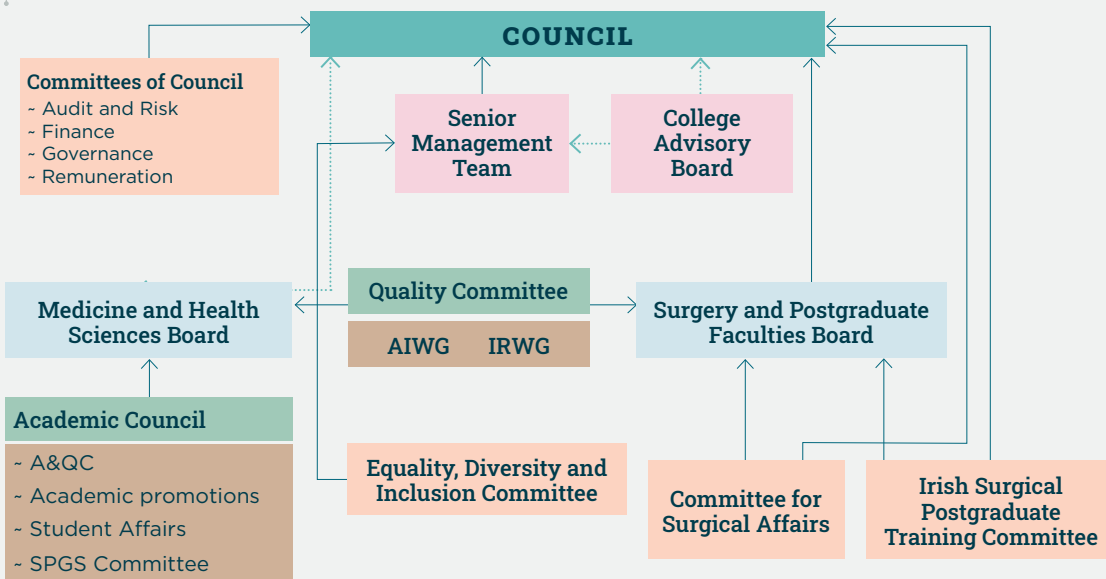 COUNCIL
Committees of Council
~ Audit and Risk
~ Finance
~ Governance
~ Remuneration
Senior
Management
Team
College
Advisory
Board
Medicine and Health
Sciences Board
Quality Committee
AIWG IRWG
Surgery and Postgraduate
Faculties Board
Academic Council
~ A&QC
~ Academic promotions
~ Student Affairs
~ SPGS Committee
Equality, Diversity and
Inclusion Committee
Committee for
Surgical Affairs
Irish Surgical
Postgraduate
Training Committee